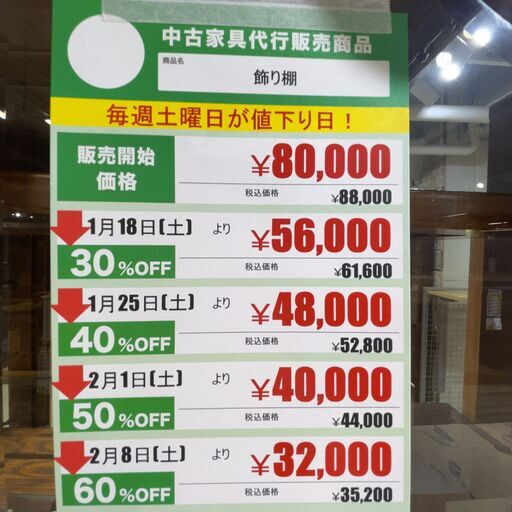 中古家具代行販売商品
商品名
飾り棚
毎週土曜日が値下り日!
販売開始
価格
¥80,000
税込価格 ¥88,000
1月18日(土) より
30%OFF
¥56,000
税込価格 ¥61,600
1月25日(土) より
40%OFF
¥48,000
税込価格 ¥52,800
2月1日(土) より
50%OFF
¥40,000
税込価格 ¥44,000
2月8日(土) より
60%OFF
¥32,000
税込価格 ¥35,200